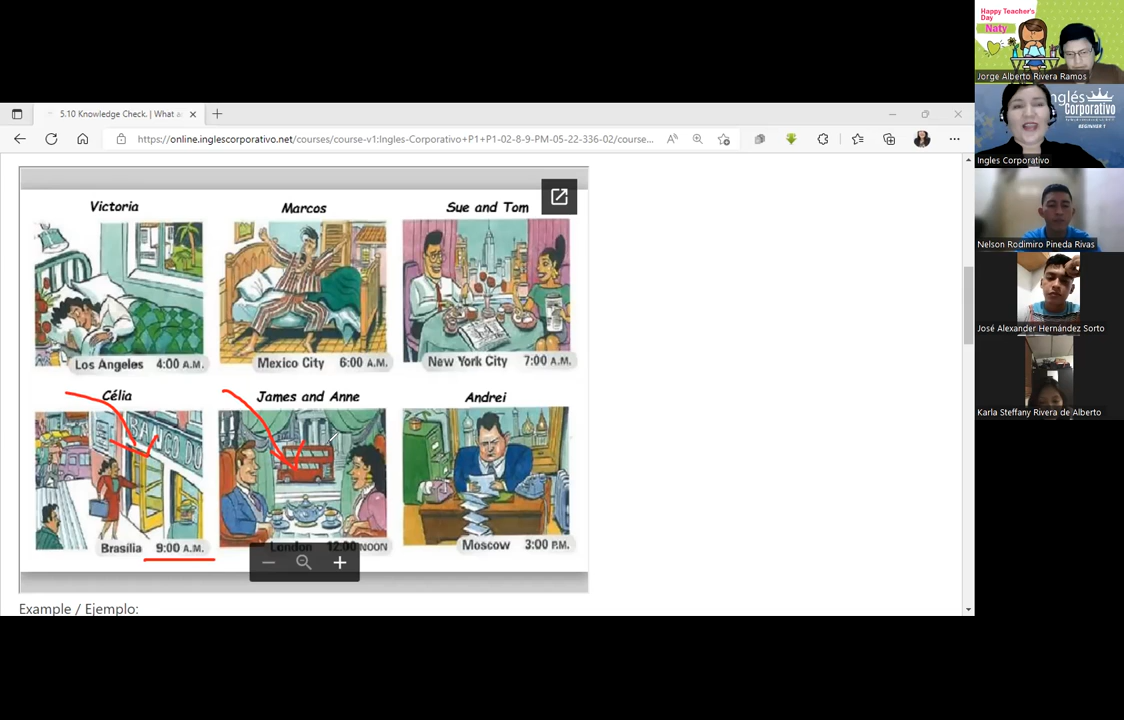 5.10 Knowledge Check. | What a
https://online.inglescorporativo.net/courses/course-v1:Ingles-Corporativo+P1+P1-02-8-9-PM-05-22-336-02/course...
Victoria
Marcos
Sue and Tom
Los Angeles 4:00 A.M.
Mexico City 6:00 A.M.
New York City 7:00 A.M.
Célia
James and Anne
Andrei
BANCO DU
Brasília 9:00 A.M.
London 12:00 NOON
Moscow 3:00 P.M.
Example / Ejemplo:
Happy Teacher's
Day
Naty
Jorge Alberto Rivera Ramos
Inglés
Corporativo
BEGINNER 1
Ingles Corporativo
Nelson Rodimiro Pineda Rivas
José Alexander Hernández Sorto
Karla Steffany Rivera de Alberto